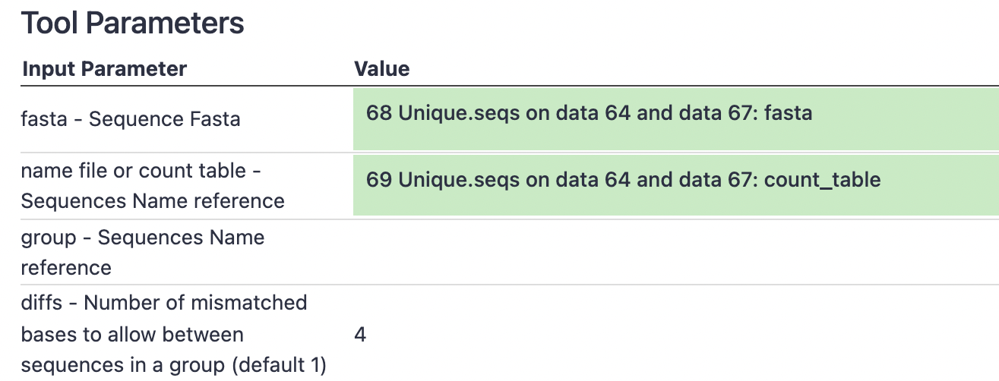 Tool Parameters
Input Parameter Value
fasta - Sequence Fasta 68 Unique.seqs on data 64 and data 67: fasta
name file or count table -
Sequences Name reference
69 Unique.seqs on data 64 and data 67: count_table
group - Sequences Name
reference
diffs - Number of mismatched
bases to allow between
sequences in a group (default 1)
4